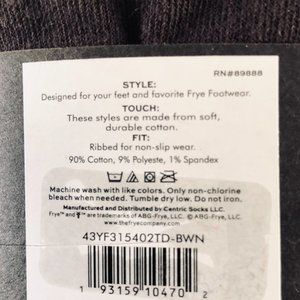 RN#89888
STYLE:
Designed for your feet and favorite Frye Footwear.
TOUCH:
These styles are made from soft,
durable cotton.
FIT:
Ribbed for non-slip wear.
90% Cotton, 9% Polyeste, 1% Spandex
Machine wash with like colors. Only non-chlorine
bleach when needed. Tumble dry low. Do not iron.
Manufactured and Distributed by Centric Socks LLC.
Frye™ and ™ are trademarks of ABG-Frye, LLC. © ABG-Frye, LLC.
thefryecompany.com
43YF315402TD-BWN
93159 10470 2